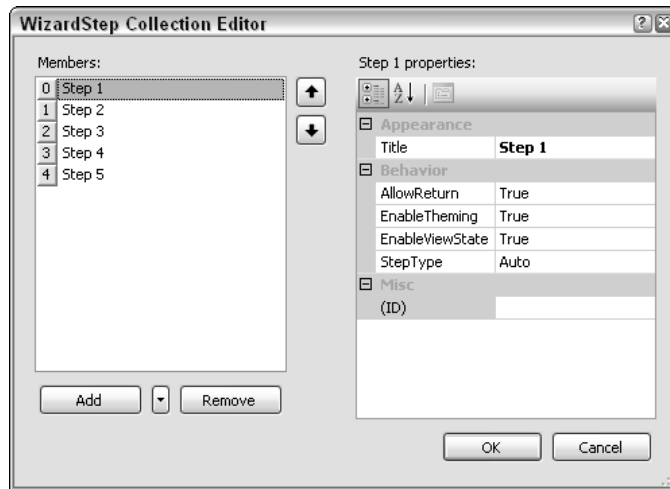 WizardStep Collection Editor
Members:
0 Step 1
1 Step 2
2 Step 3
3 Step 4
4 Step 5
Add
Remove
Step 1 properties:
A
Z
Appearance
Title Step 1
Behavior
AllowReturn True
EnableTheming True
EnableViewState True
StepType Auto
Misc
(ID)
OK
Cancel